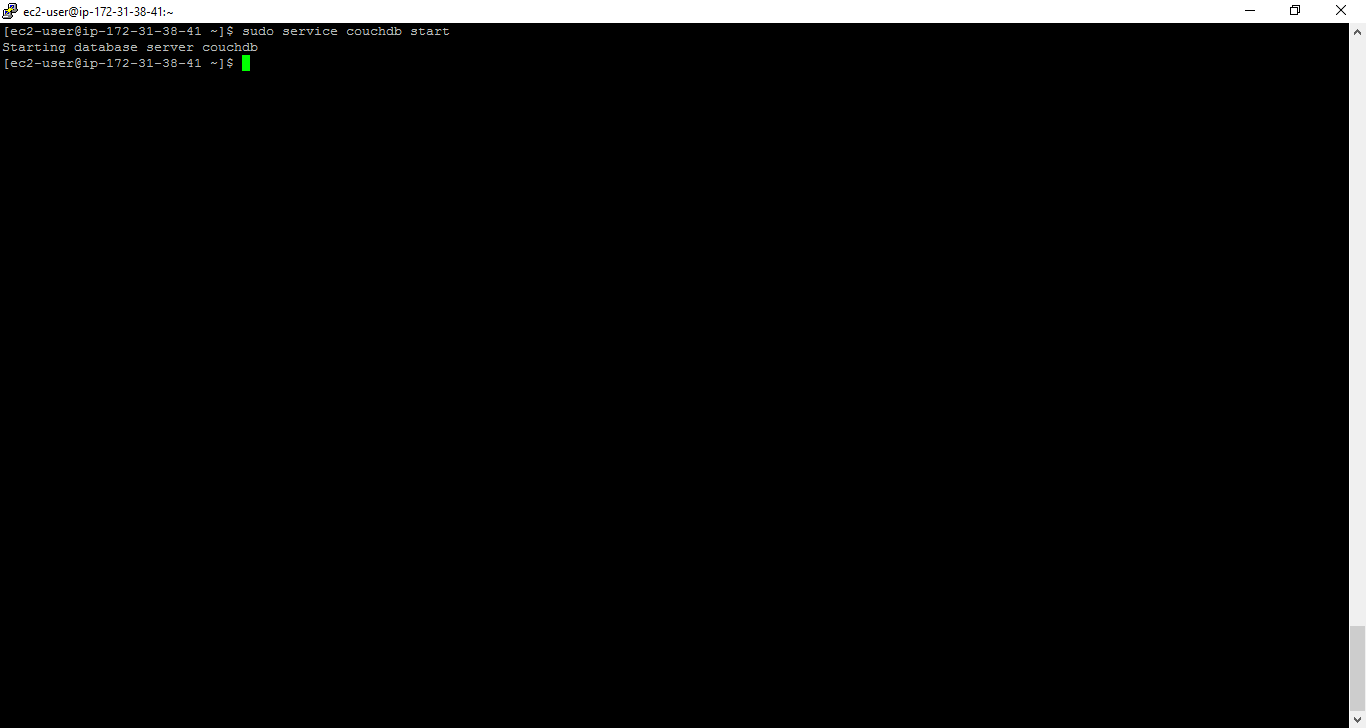 ec2-user@ip-172-31-38-41:~
[ec2-user@ip-172-31-38-41 ~]$ sudo service couchdb start
Starting database server couchdb
[ec2-user@ip-172-31-38-41 ~]$